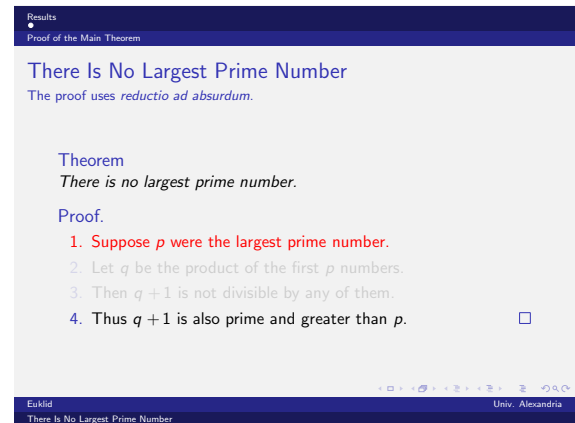 Results
Proof of the Main Theorem
There Is No Largest Prime Number
The proof uses reductio ad absurdum.
Theorem
There is no largest prime number.
Proof.
1. Suppose p were the largest prime number.
2. Let q be the product of the first p numbers.
3. Then q + 1 is not divisible by any of them.
4. Thus q + 1 is also prime and greater than p.
Euklid Univ. Alexandria
There Is No Largest Prime Number